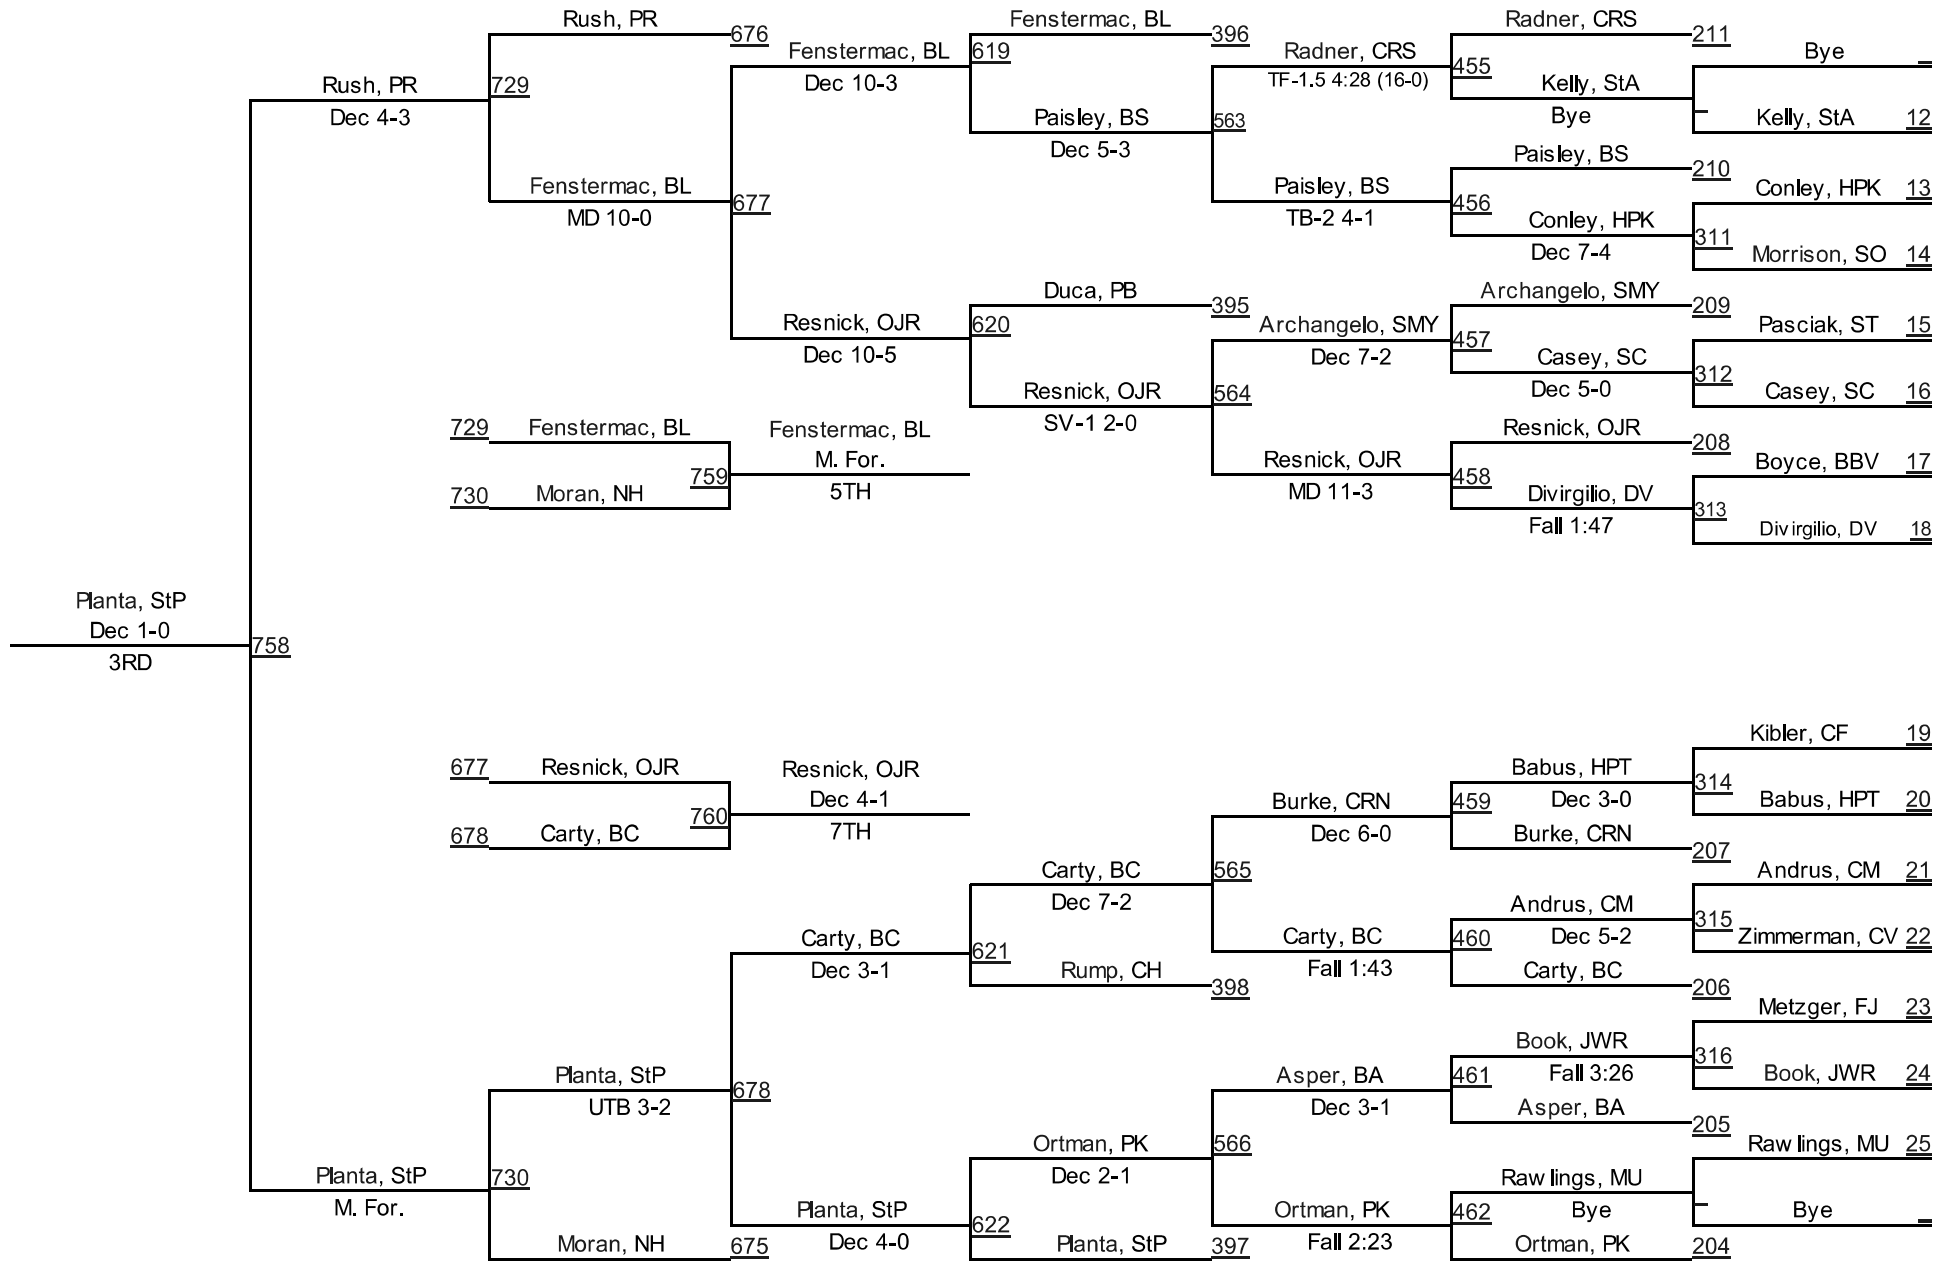 Rush, PR
676
Fenstermac, BL
396
Radner, CRS
211
Rush, PR
729
Dec 4-3
Fenstermac, BL
619
Dec 10-3
Radner, CRS
455
TF-1.5 4:28 (16-0)
Bye
Kelly, StA
Bye
Kelly, StA
12
Paisley, BS
563
Dec 5-3
Paisley, BS
210
Fenstermac, BL
677
MD 10-0
Paisley, BS
456
TB-2 4-1
Conley, HPK
13
Conley, HPK
311
Dec 7-4
Morrison, SO
14
Duca, PB
395
Archangelo, SMY
209
Resnick, OJR
620
Dec 10-5
Archangelo, SMY
457
Dec 7-2
Pasciak, ST
15
Casey, SC
312
Dec 5-0
Casey, SC
16
Resnick, OJR
564
SV-1 2-0
729
Fenstermac, BL
Fenstermac, BL
M. For.
5TH
759
730
Moran, NH
Resnick, OJR
208
Resnick, OJR
458
MD 11-3
Boyce, BBV
17
Divirgilio, DV
313
Fall 1:47
Divirgilio, DV
18
Planta, StP
Dec 1-0
3RD
758
Kibler, CF
19
677
Resnick, OJR
Resnick, OJR
Dec 4-1
7TH
760
678
Carty, BC
Babus, HPT
314
Dec 3-0
Babus, HPT
20
Burke, CRN
459
Dec 6-0
Burke, CRN
207
Carty, BC
565
Dec 7-2
Andrus, CM
21
Andrus, CM
315
Dec 5-2
Zimmerman, CV
22
Carty, BC
621
Dec 3-1
Carty, BC
460
Fall 1:43
Rump, CH
398
Carty, BC
206
Metzger, FJ
23
Book, JWR
316
Fall 3:26
Book, JWR
24
Planta, StP
678
UTB 3-2
Asper, BA
461
Dec 3-1
Asper, BA
205
Ortman, PK
566
Dec 2-1
Rawlings, MU
25
Planta, StP
730
M. For.
Rawlings, MU
Bye
Bye
Planta, StP
622
Dec 4-0
Ortman, PK
462
Fall 2:23
Moran, NH
675
Planta, StP
397
Ortman, PK
204